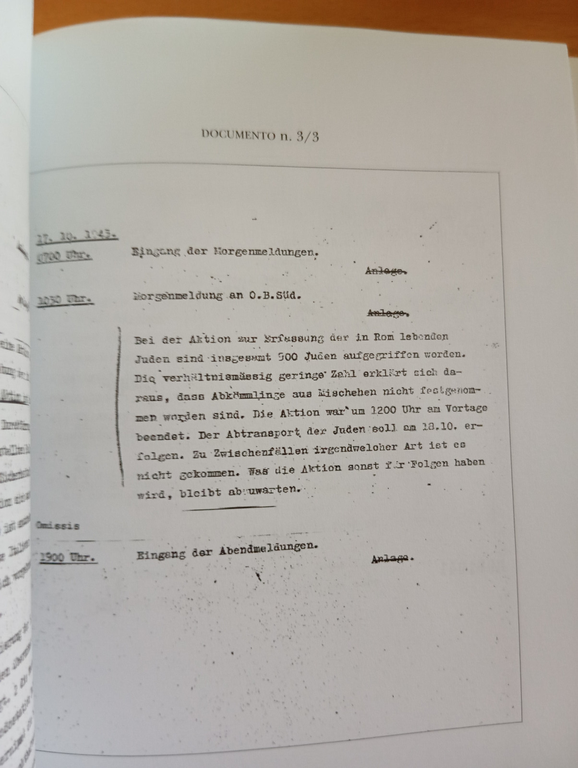 DOCUMENTO n. 3/3
17. 10. 1943.
0700 Uhr. Eingang der Morgenmeldungen.
Anlage.
1030 Uhr. Morgenmeldung an O.B.Süd.
Anlage.
Bei der Aktion zur Erfassung der in Rom lebenden
Juden sind insgesamt 900 Juden aufgegriffen worden.
Die verhältnismässig geringe Zahl erklärt sich da-
raus, dass Abkömmlinge aus Mischehen nicht festgenom-
men worden sind. Die Aktion war um 1200 Uhr am Vortage
beendet. Der Abtransport der Juden soll am 18.10. er-
folgen. Zu Zwischenfällen irgendwelcher Art ist es
nicht gekommen. Was die Aktion sonst für Folgen haben
wird, bleibt abzuwarten.
Omissis
1900 Uhr. Eingang der Abendmeldungen.
Anlage.